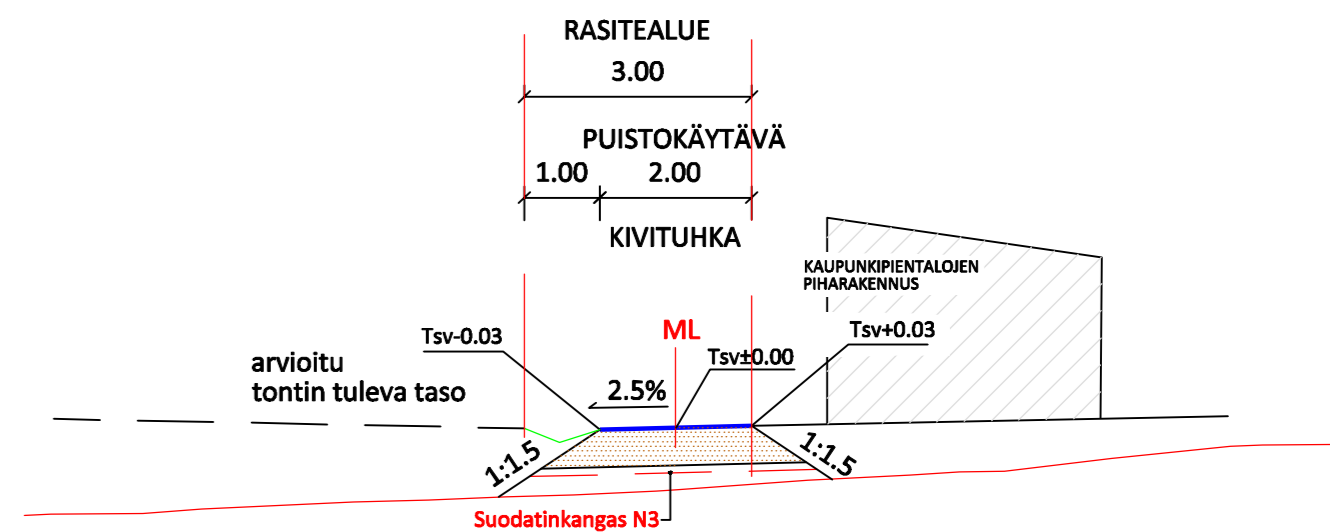 RASITEALUE
3.00
PUISTOKÄYTÄVÄ
1.00
2.00
KIVITUHKA
KAUPUNKIPIENTALOJEN
PIHARAKENNUS
Tsv-0.03
ML
Tsv+0.03
Tsv±0.00
arvioitu
tontin tuleva taso
2.5%
1:1.5
1:1.5
Suodatinkangas N3